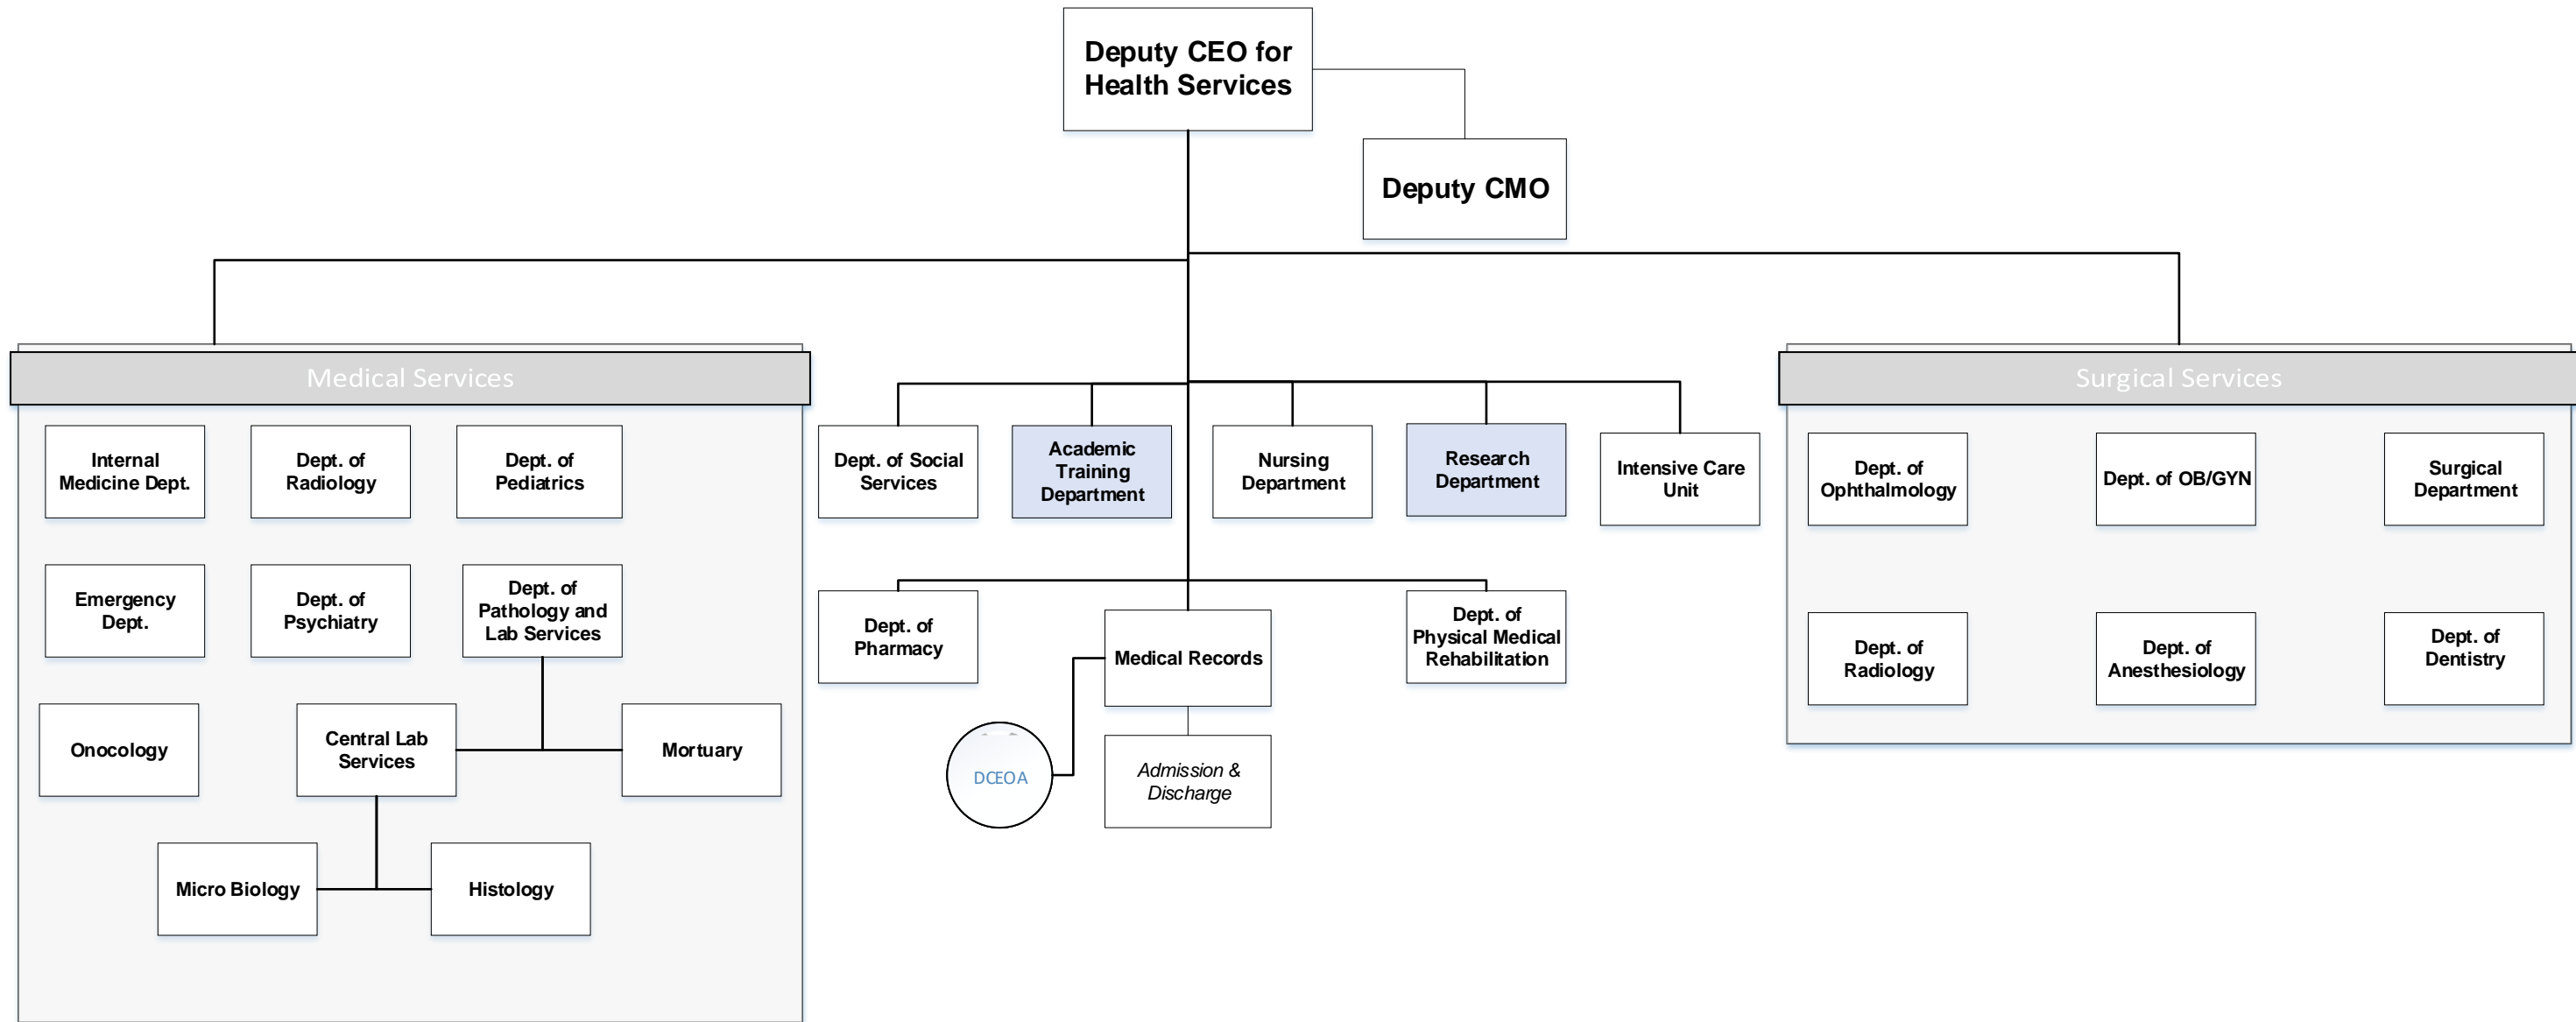 Deputy CEO for
Health Services
Deputy CMO
Medical Services
Surgical Services
Internal
Medicine Dept.
Dept. of
Radiology
Dept. of
Pediatrics
Dept. of Social
Services
Academic
Training
Department
Nursing
Department
Research
Department
Intensive Care
Unit
Dept. of
Ophthalmology
Dept. of OB/GYN
Surgical
Department
Emergency
Dept.
Dept. of
Psychiatry
Dept. of
Pathology and
Lab Services
Dept. of
Pharmacy
Medical Records
Dept. of
Physical Medical
Rehabilitation
Dept. of
Radiology
Dept. of
Anesthesiology
Dept. of
Dentistry
Onocology
Central Lab
Services
Mortuary
DCEOA
Admission &
Discharge
Micro Biology
Histology